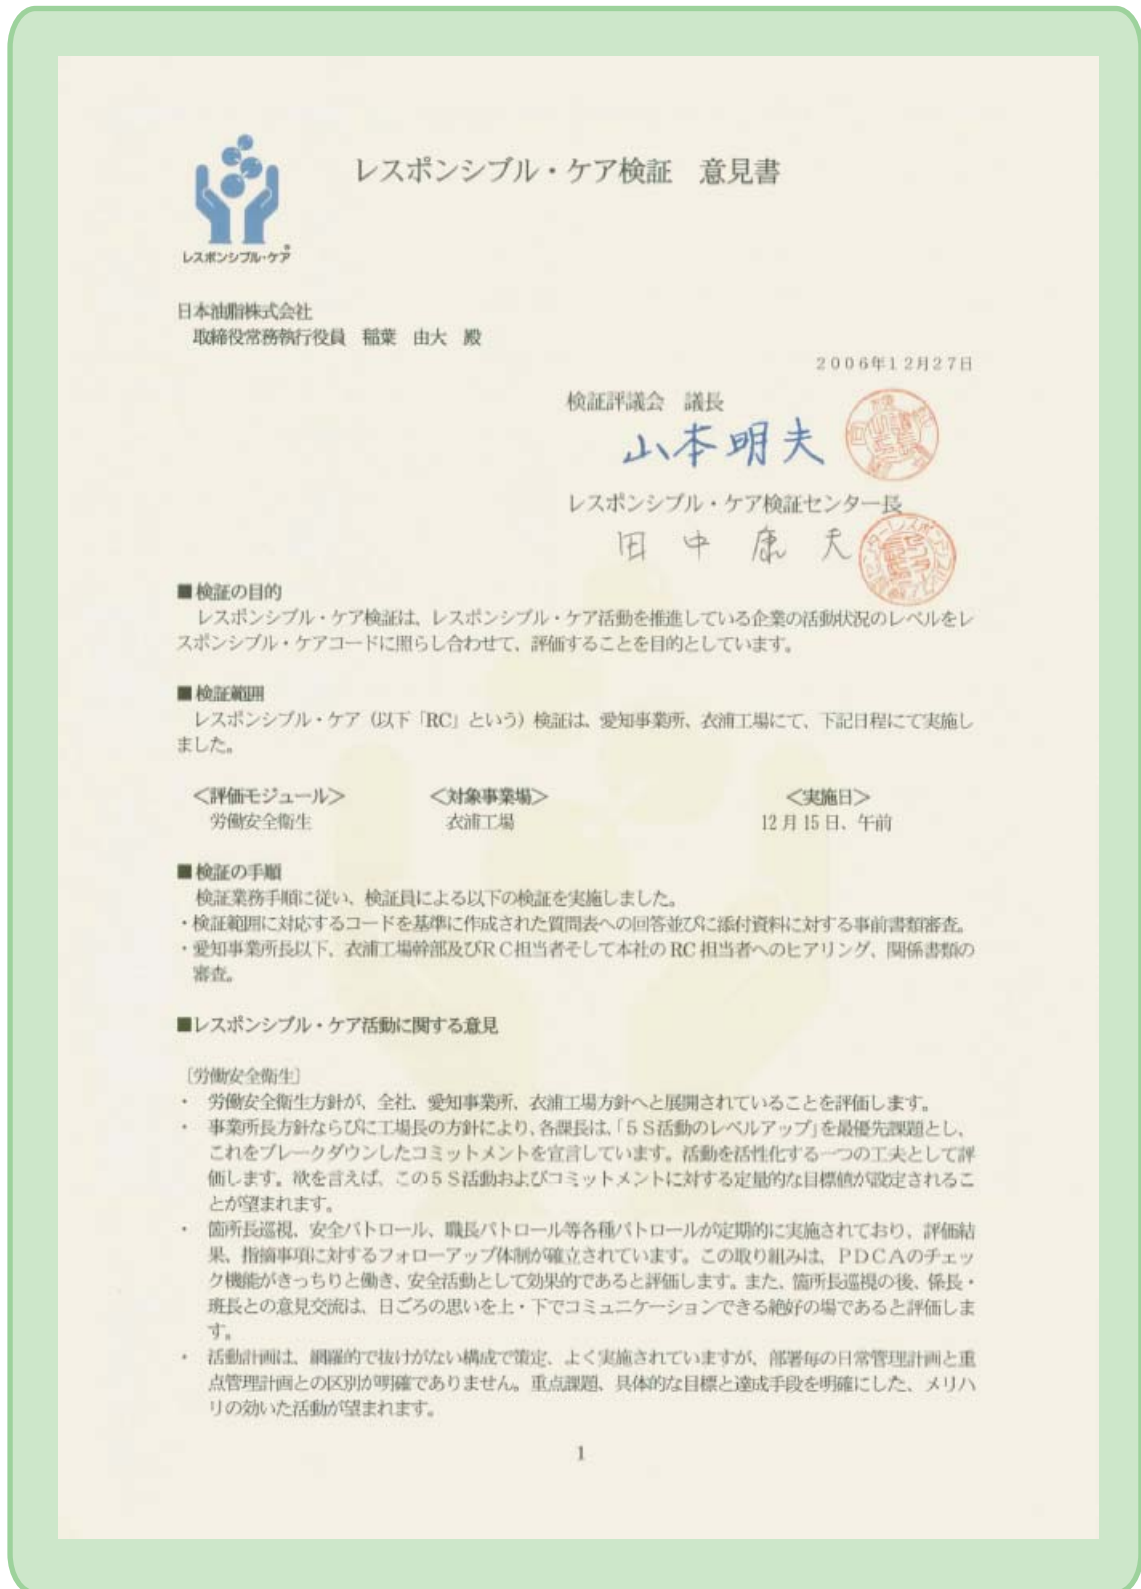 レスポンシブル・ケア検証　意見書
レスポンシブル・ケア®
日本油脂株式会社
取締役常務執行役員　稲葉　由大　殿
2006年12月27日
検証評議会　議長
山本明夫
レスポンシブル・ケア検証センター長
田中康夫
■検証の目的
レスポンシブル・ケア検証は、レスポンシブル・ケア活動を推進している企業の活動状況のレベルをレ
スポンシブル・ケアコードに照らし合わせて、評価することを目的としています。
■検証範囲
レスポンシブル・ケア（以下「RC」という）検証は、愛知事業所、衣浦工場にて、下記日程にて実施し
ました。
＜評価モジュール＞　＜対象事業場＞　＜実施日＞
労働安全衛生　衣浦工場　12月15日、午前
■検証の手順
検証業務手順に従い、検証員による以下の検証を実施しました。
・検証範囲に対応するコードを基準に作成された質問表への回答並びに添付資料に対する事前書類審査。
・愛知事業所長以下、衣浦工場幹部及びＲＣ担当者そして本社のRC担当者へのヒアリング、関係書類の
審査。
■レスポンシブル・ケア活動に関する意見
［労働安全衛生］
・　労働安全衛生方針が、全社、愛知事業所、衣浦工場方針へと展開されていることを評価します。
・　事業所長方針ならびに工場長の方針により、各課長は、「５Ｓ活動のレベルアップ」を最優先課題とし、
これをブレークダウンしたコミットメントを宣言しています。活動を活性化する一つの工夫として評
価します。欲を言えば、この５Ｓ活動およびコミットメントに対する定量的な目標値が設定されるこ
とが望まれます。
・　箇所長巡視、安全パトロール、職長パトロール等各種パトロールが定期的に実施されており、評価結
果、指摘事項に対するフォローアップ体制が確立されています。この取り組みは、ＰＤＣＡのチェッ
ク機能がきっちりと働き、安全活動として効果的であると評価します。また、箇所長巡視の後、係長・
班長との意見交流は、日ごろの思いを上・下でコミュニケーションできる絶好の場であると評価しま
す。
・　活動計画は、網羅的で抜けがない構成で策定、よく実施されていますが、部署毎の日常管理計画と重
点管理計画との区別が明確でありません。重点課題、具体的な目標と達成手段を明確にした、メリハ
リの効いた活動が望まれます。
1